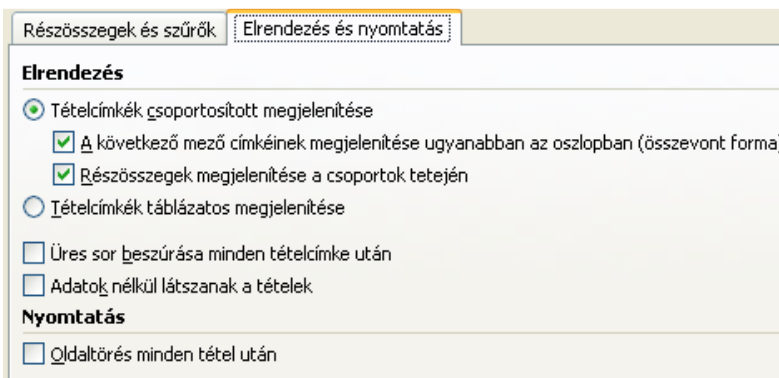 Részösszegek és szűrők
Elrendezés és nyomtatás
Elrendezés
Tételcímkék csoportosított megjelenítése
A következő mező címkéinek megjelenítése ugyanabban az oszlopban (összevont forma)
Részösszegek megjelenítése a csoportok tetején
Tételcímkék táblázatos megjelenítése
Üres sor beszúrása minden tételcímke után
Adatok nélkül látszanak a tételek
Nyomtatás
Oldaltörés minden tétel után